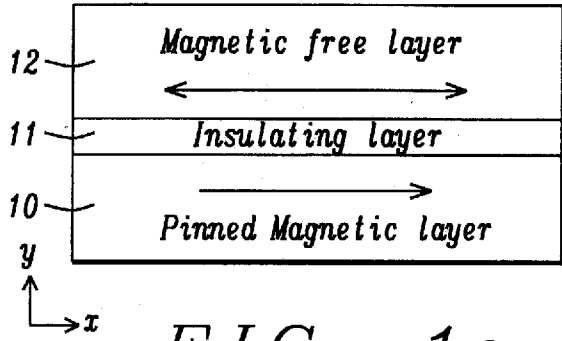 12 Magnetic free layer
11 Insulating layer
10
Pinned Magnetic layer
y
x